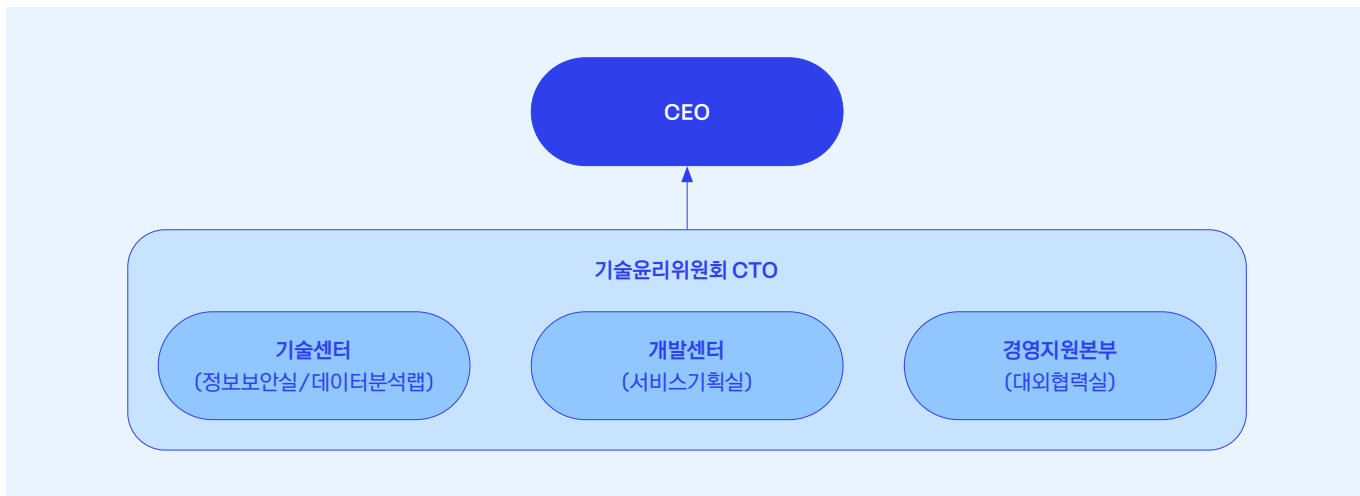 CEO
기술윤리위원회 CTO
기술센터
(정보보안실/데이터분석랩)
개발센터
(서비스기획실)
경영지원본부
(대외협력실)